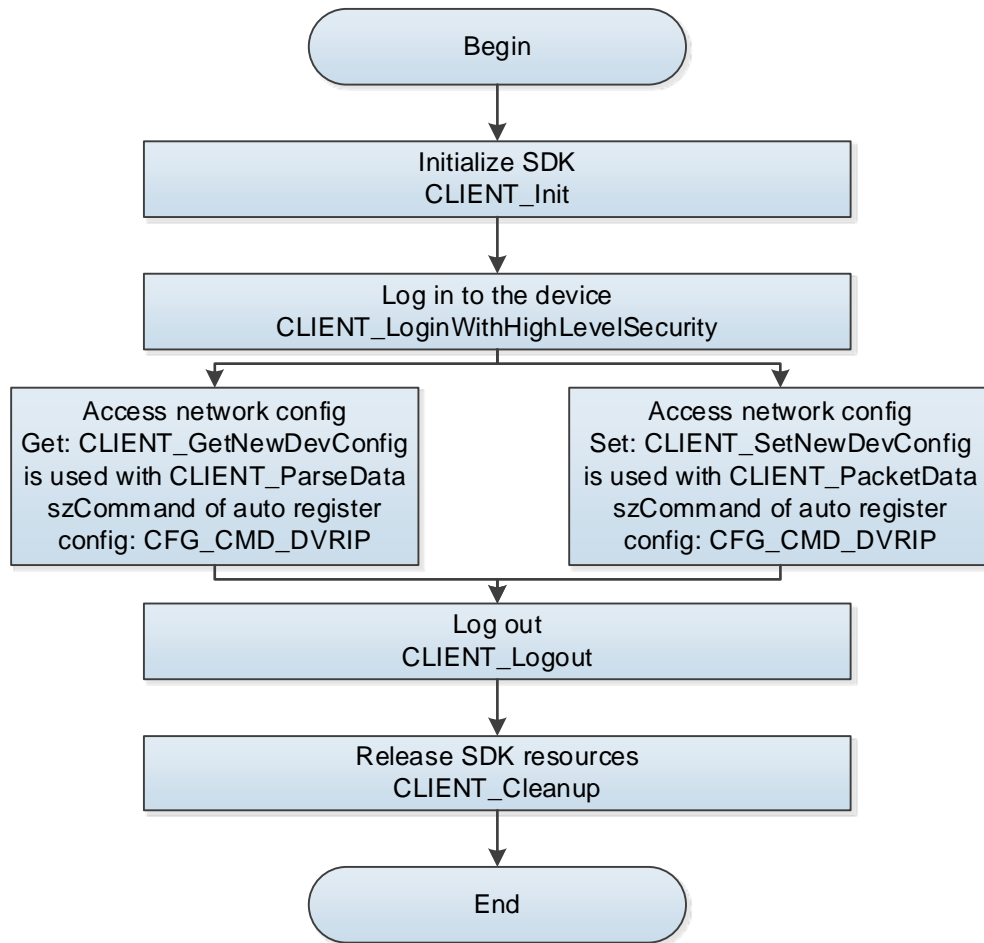 Begin
Initialize SDK
CLIENT_Init
Log in to the device
CLIENT_LoginWithHighLevelSecurity
Access network config
Get: CLIENT_GetNewDevConfig
is used with CLIENT_ParseData
szCommand of auto register
config: CFG_CMD_DVRIP
Access network config
Set: CLIENT_SetNewDevConfig
is used with CLIENT_PacketData
szCommand of auto register
config: CFG_CMD_DVRIP
Log out
CLIENT_Logout
Release SDK resources
CLIENT_Cleanup
End